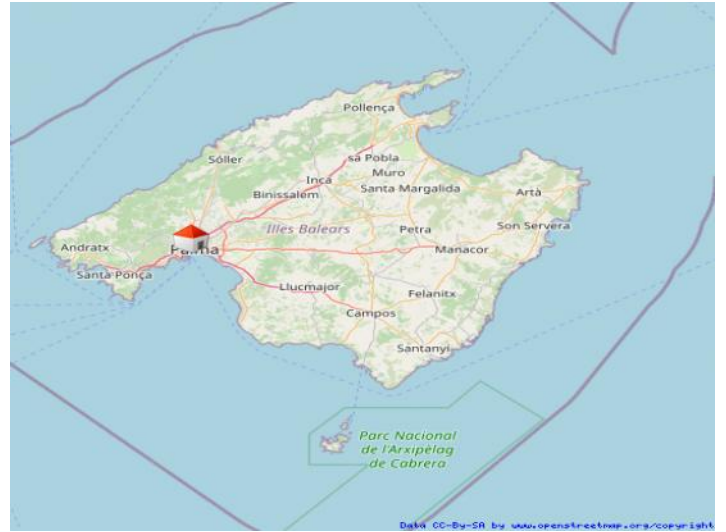 Pollença
sa Pobla
Sóller
Muro
Inca
Santa Margalida
Binissalem
Artà
Illes Balears
Petra
Son Servera
Andratx
Palma
Manacor
Santa Ponça
Llucmajor
Felanitx
Campos
Santanyí
Parc Nacional
de l'Arxipèlag
de Cabrera
Data CC-By-SA by www.openstreetmap.org/copyright